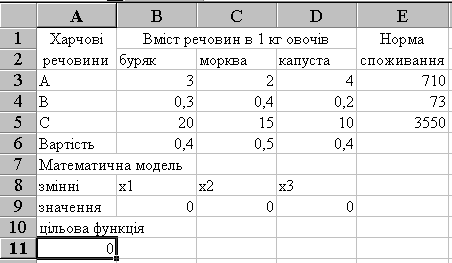 A B C D E
1 Харчові Вміст речовин в 1 кг овочів Норма
2 речовини буряк морква капуста споживання
3 А 3 2 4 710
4 В 0,3 0,4 0,2 73
5 С 20 15 10 3550
6 Вартість 0,4 0,5 0,4
7 Математична модель
8 змінні x1 x2 x3
9 значення 0 0 0
10 цільова функція
11 0